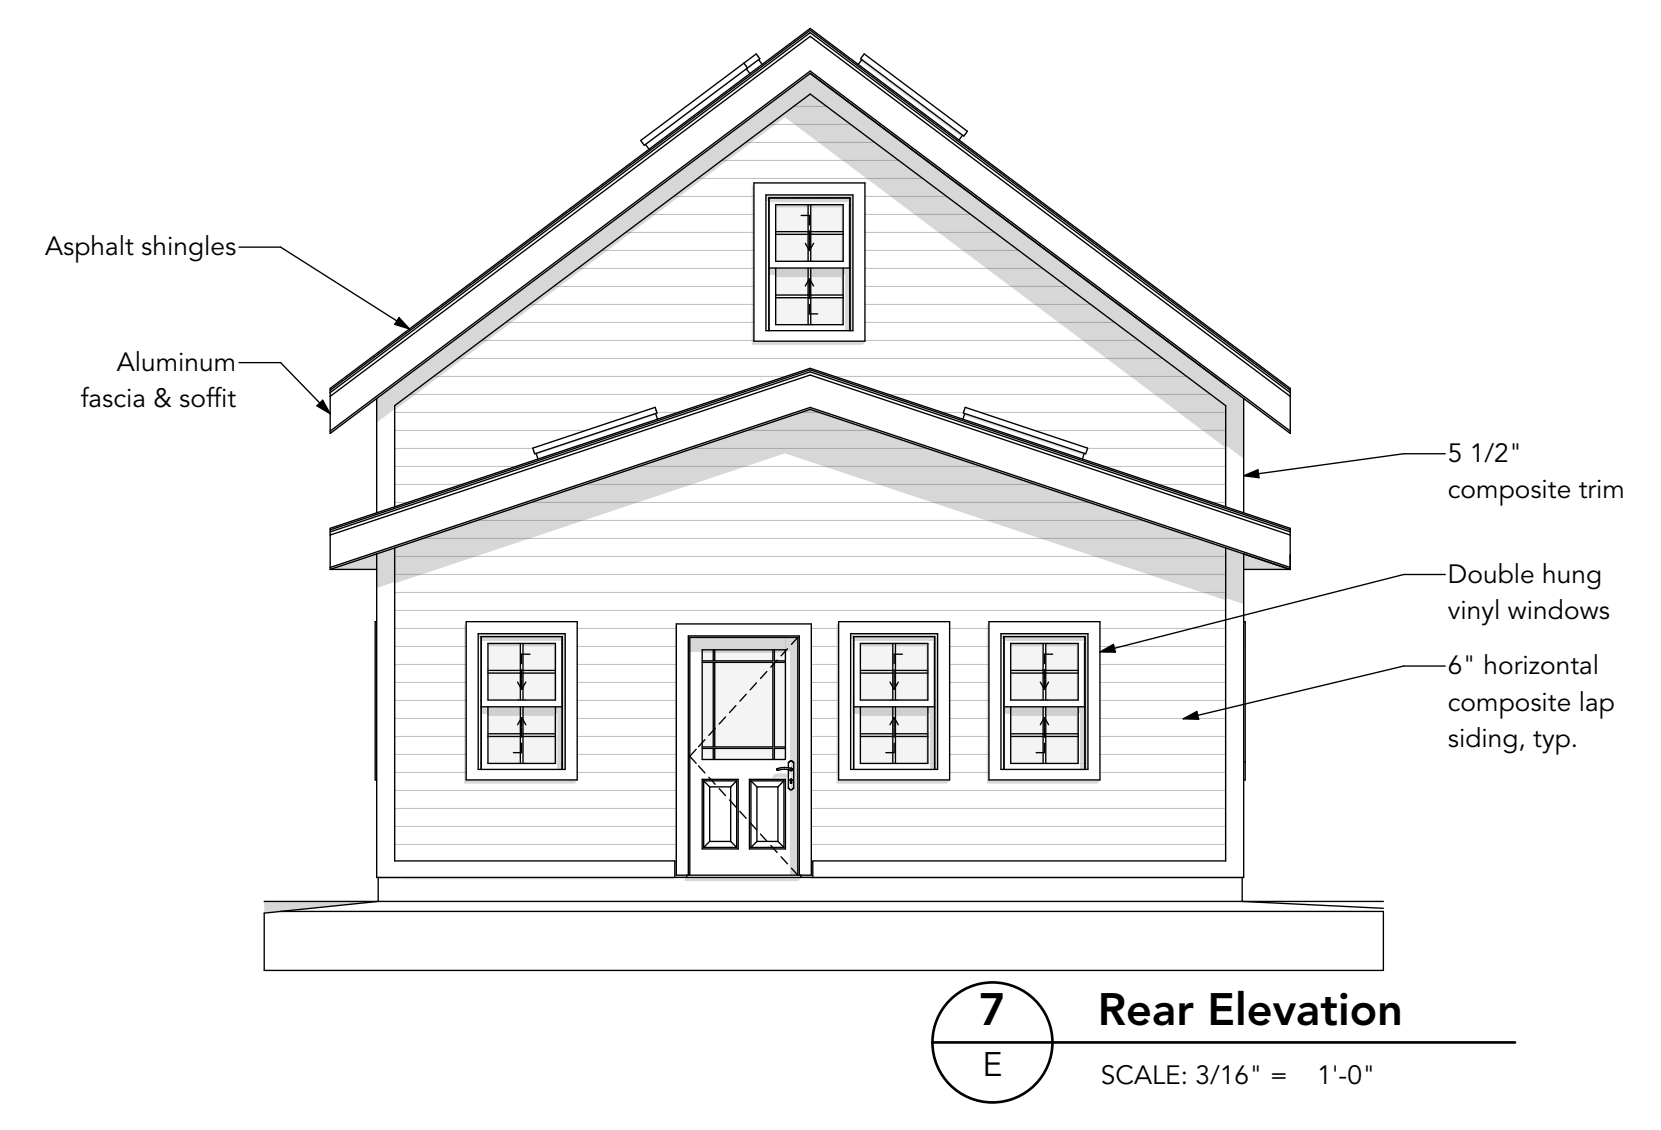 Asphalt shingles
Aluminum
fascia & soffit
5 1/2"
composite trim
Double hung
vinyl windows
6" horizontal
composite lap
siding, typ.
7
E
Rear Elevation
SCALE: 3/16" = 1'-0"